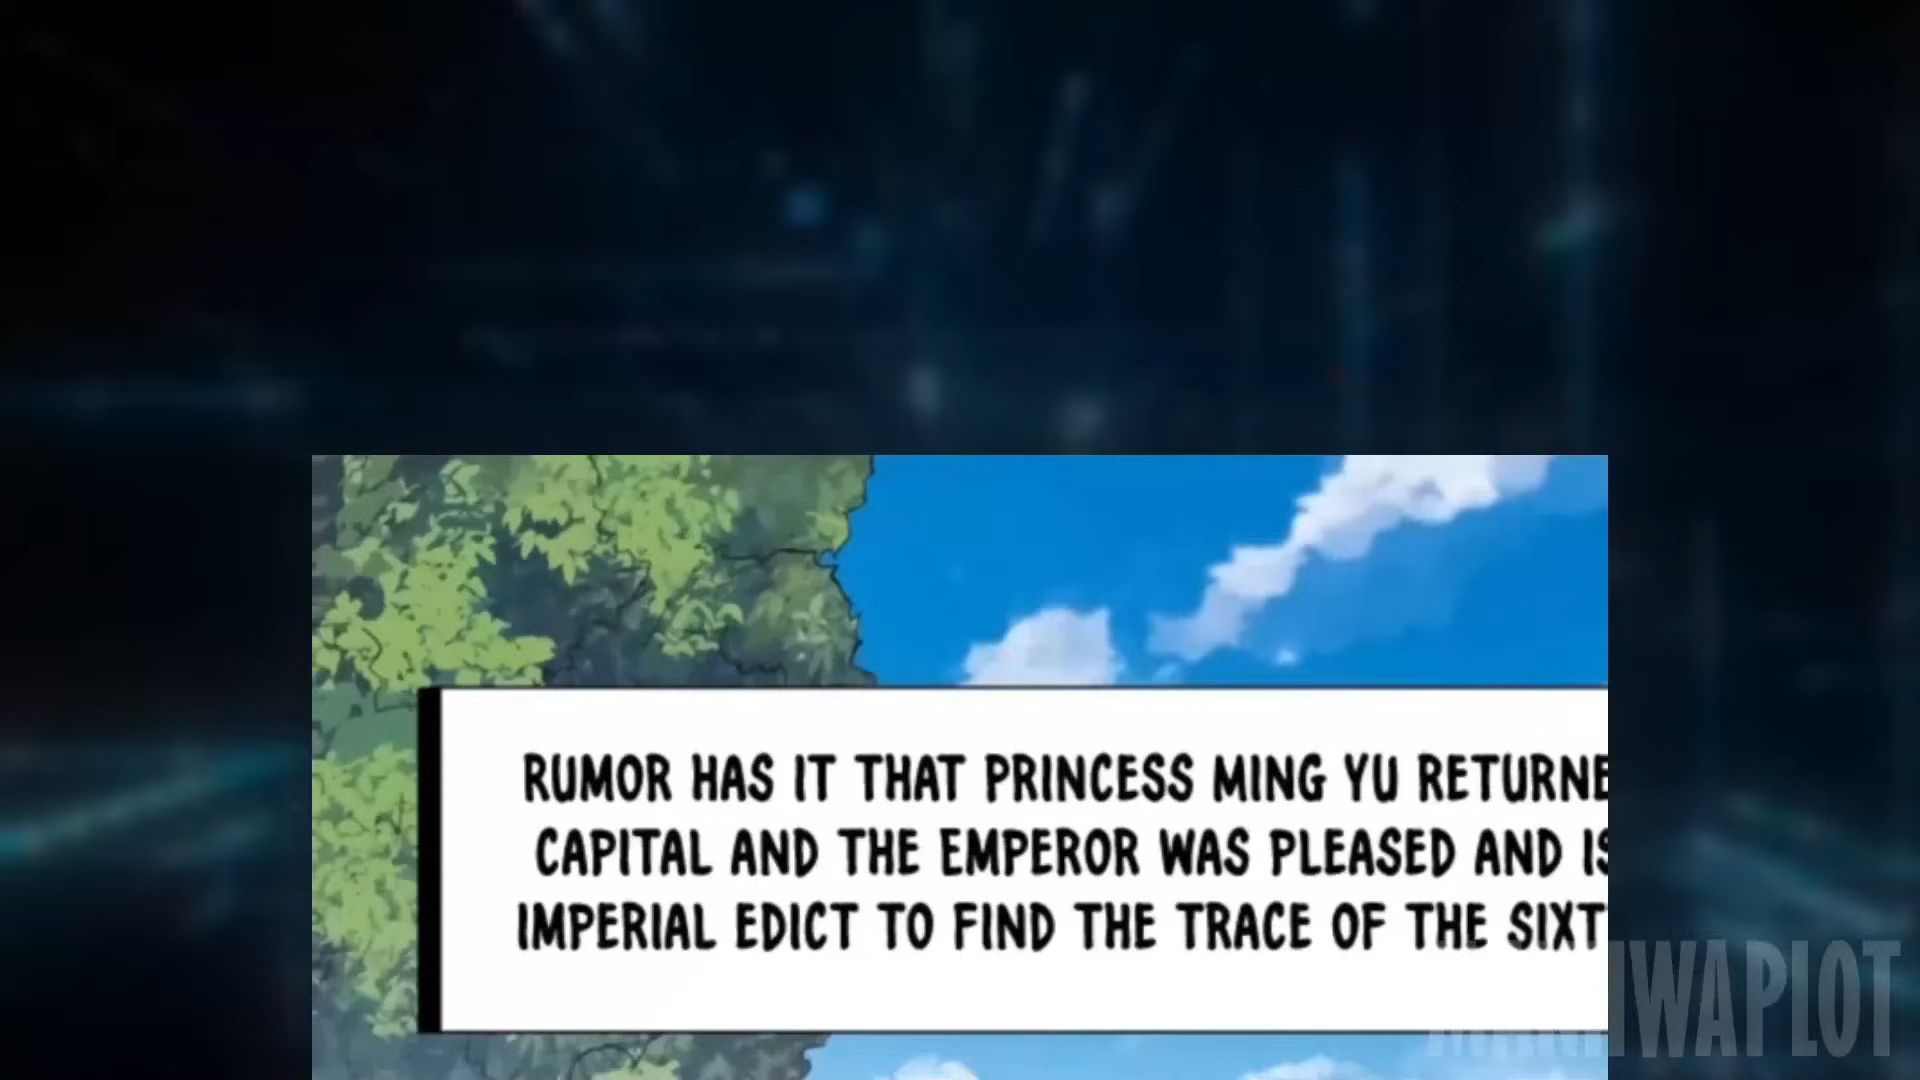 RUMOR HAS IT THAT PRINCESS MING YU RETURNE
CAPITAL AND THE EMPEROR WAS PLEASED AND IS
IMPERIAL EDICT TO FIND THE TRACE OF THE SIXT
MANHWAPLOT